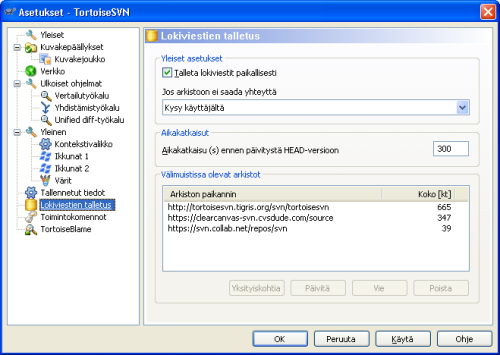 Asetukset - TortoiseSVN
Yleiset
Kuvakepäällykset
Kuvakejoukko
Verkko
Ulkoiset ohjelmat
Vertailutyökalu
Yhdistämistyökalu
Unified diff-työkalu
Yleinen
Kontekstivalikko
Ikkunat 1
Ikkunat 2
Värit
Tallennetut tiedot
Lokiviestien talletus
Toimintokomennot
TortoiseBlame
Lokiviestien talletus
Yleiset asetukset
Talleta lokiviestit paikallisesti
Jos arkistoon ei saada yhteyttä
Kysy käyttäjältä
Aikakatkaisut
Aikakatkaisu (s) ennen päivitystä HEAD-versioon 300
Välimuistissa olevat arkistot
Arkiston paikannin Koko [kt]
http://tortoisesvn.tigris.org/svn/tortoisesvn 665
https://clearcanvas-svn.cvsdude.com/source 347
https://svn.collab.net/repos/svn 39
Yksityiskohtia Päivitä Vie Poista
OK Peruuta Käytä Ohje